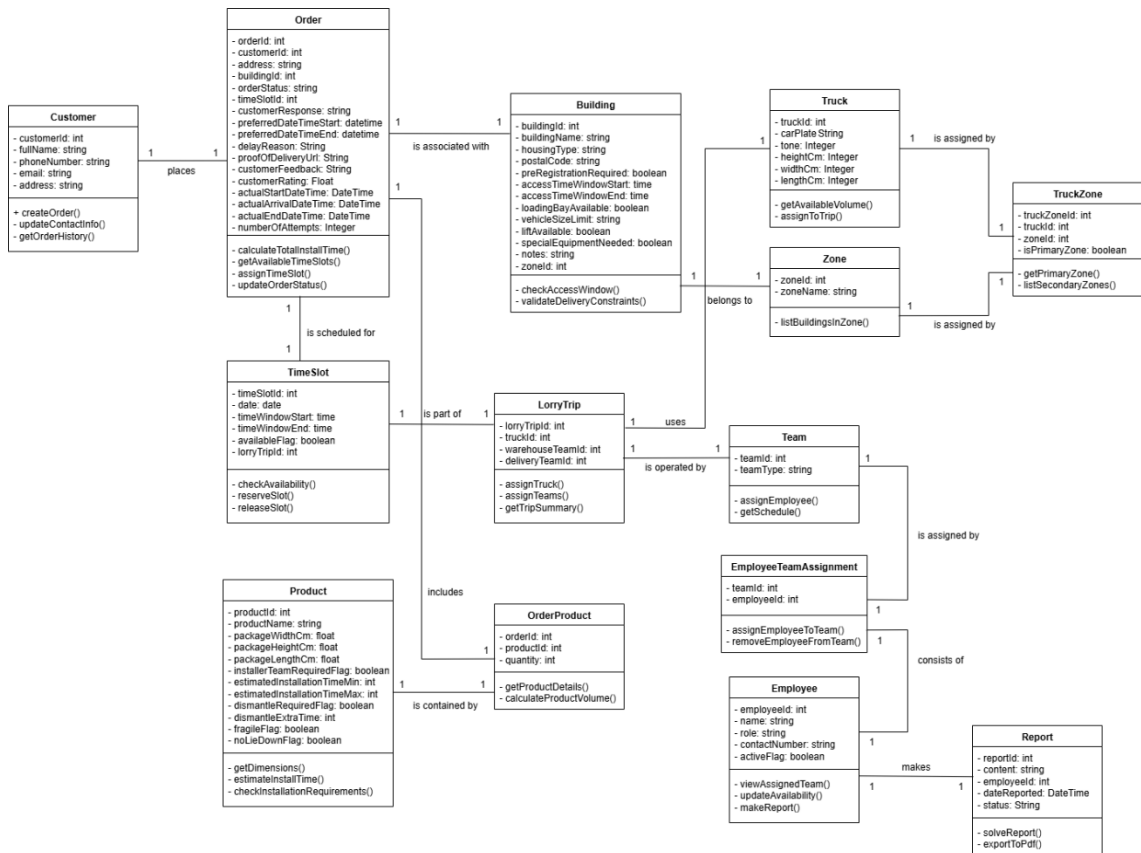 Order
- orderId: int
- customerId: int
- address: string
- buildingId: int
- orderStatus: string
- timeSlotId: int
- customerResponse: string
- preferredDateTimeStart: datetime
- preferredDateTimeEnd: datetime
- delayReason: String
- proofOfDeliveryUrl: String
- customerFeedback: String
- customerRating: Float
- actualStartDateTime: DateTime
- actualArrivalDateTime: DateTime
- actualEndDateTime: DateTime
- numberOfAttempts: Integer
- calculateTotalInstallTime()
- getAvailableTimeSlots()
- assignTimeSlot()
- updateOrderStatus()
Customer
- customerId: int
- fullName: string
- phoneNumber: string
- email: string
- address: string
+ createOrder()
- updateContactInfo()
- getOrderHistory()
1
1
places
1
1
is associated with
Building
- buildingId: int
- buildingName: string
- housingType: string
- postalCode: string
- preRegistrationRequired: boolean
- accessTimeWindowStart: time
- accessTimeWindowEnd: time
- loadingBayAvailable: boolean
- vehicleSizeLimit: string
- liftAvailable: boolean
- specialEquipmentNeeded: boolean
- notes: string
- zoneId: int
- checkAccessWindow()
- validateDeliveryConstraints()
Truck
- truckId: int
- carPlateString
- tone: Integer
- heightCm: Integer
- widthCm: Integer
- lengthCm: Integer
- getAvailableVolume()
- assignToTrip()
1
is assigned by
1
TruckZone
- truckZoneId: int
- truckId: int
- zoneId: int
- isPrimaryZone: boolean
- getPrimaryZone()
- listSecondaryZones()
Zone
- zoneId: int
- zoneName: string
- listBuildingsInZone()
1
1
belongs to
1
1
is assigned by
1
1
1
is scheduled for
1
TimeSlot
- timeSlotId: int
- date: date
- timeWindowStart: time
- timeWindowEnd: time
- availableFlag: boolean
- lorryTripId: int
- checkAvailability()
- reserveSlot()
- releaseSlot()
1
is part of
1
LorryTrip
- lorryTripId: int
- truckId: int
- warehouseTeamId: int
- deliveryTeamId: int
- assignTruck()
- assignTeams()
- getTripSummary()
1
uses
1
1
is operated by
Team
- teamId: int
- teamType: string
- assignEmployee()
- getSchedule()
1
is assigned by
EmployeeTeamAssignment
- teamId: int
- employeeId: int
- assignEmployeeToTeam()
- removeEmployeeFromTeam()
1
1
consists of
Product
- productId: int
- productName: string
- packageWidthCm: float
- packageHeightCm: float
- packageLengthCm: float
- installerTeamRequiredFlag: boolean
- estimatedInstallationTimeMin: int
- estimatedInstallationTimeMax: int
- dismantleRequiredFlag: boolean
- dismantleExtraTime: int
- fragileFlag: boolean
- noLieDownFlag: boolean
- getDimensions()
- estimateInstallTime()
- checkInstallationRequirements()
includes
1
1
1
is contained by
OrderProduct
- orderId: int
- productId: int
- quantity: int
- getProductDetails()
- calculateProductVolume()
Employee
- employeeId: int
- name: string
- role: string
- contactNumber: string
- activeFlag: boolean
- viewAssignedTeam()
- updateAvailability()
- makeReport()
1
makes
1
1
Report
- reportId: int
- content: string
- employeeId: int
- dateReported: DateTime
- status: String
- solveReport()
- exportToPdf()